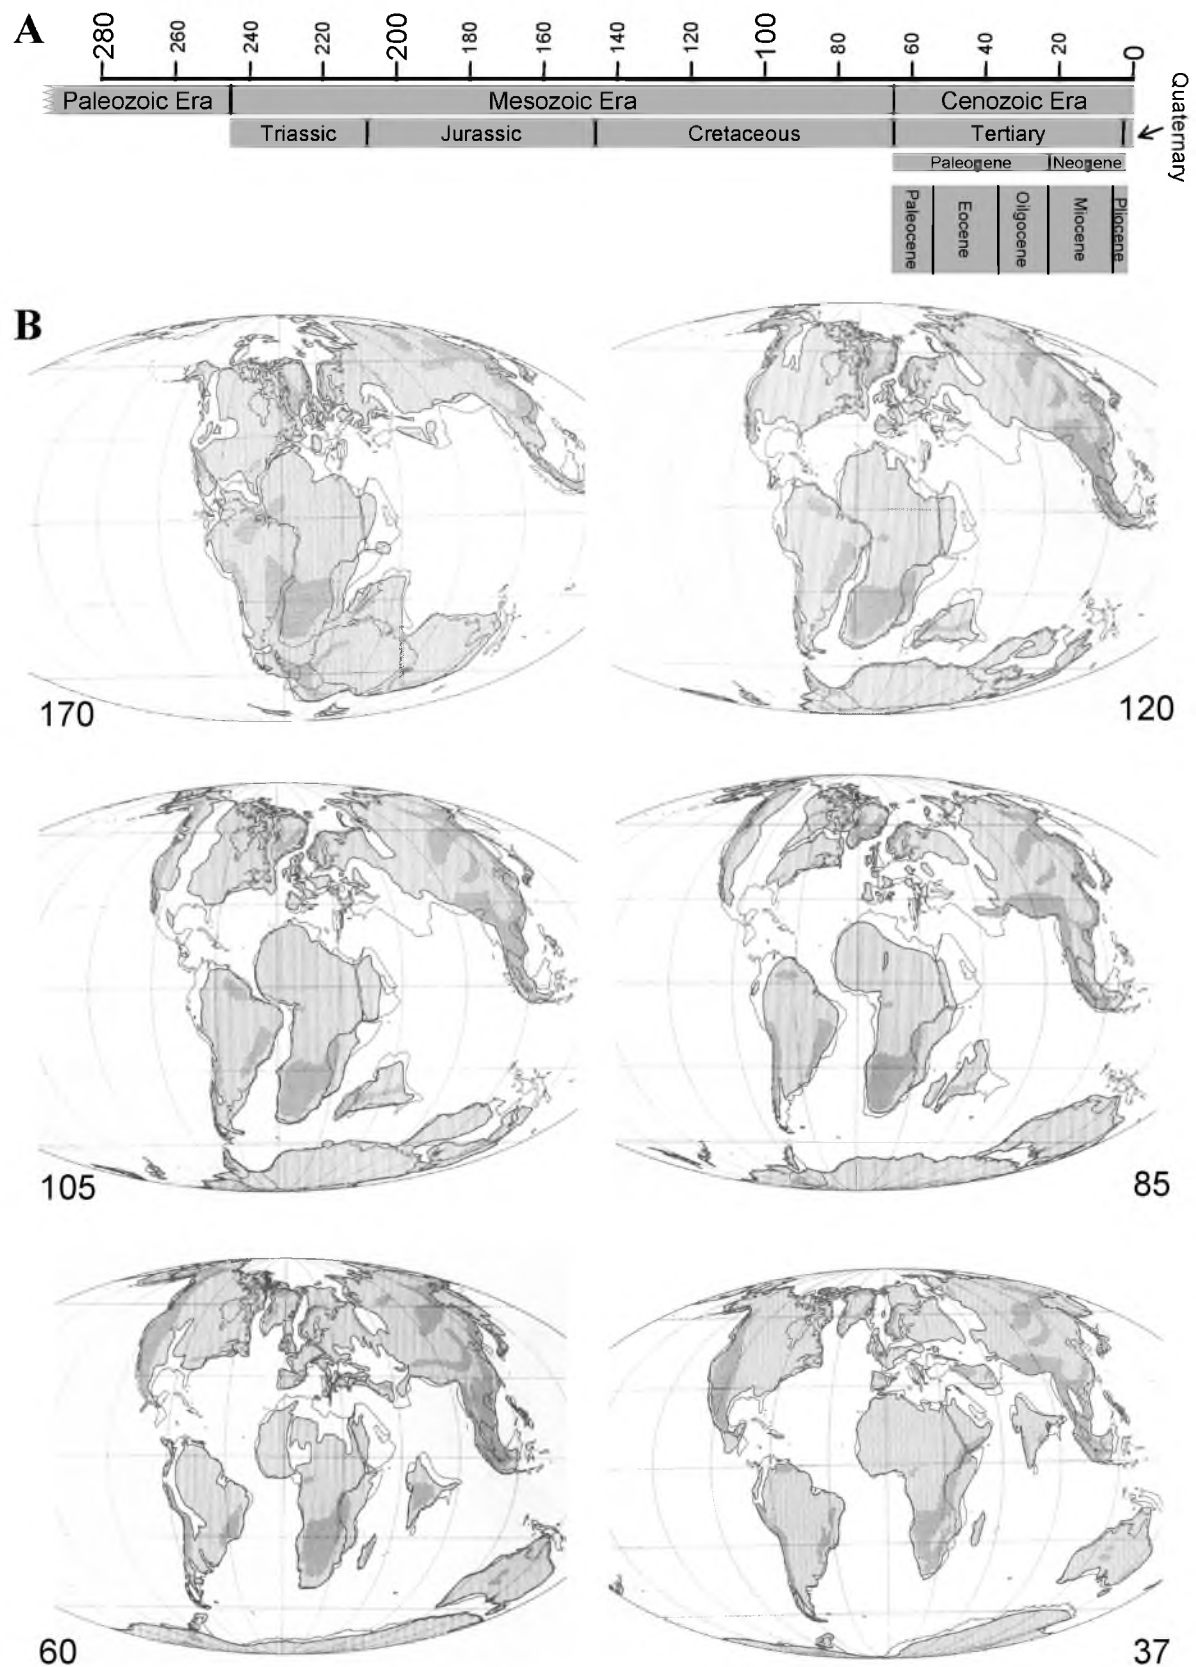 A
280 260 240 220 200 180 160 140 120 100 80 60 40 20 0
Paleozoic Era Mesozoic Era Cenozoic Era
Quaternary
Triassic Jurassic Cretaceous Tertiary
Paleogene Neogene
Paleocene Eocene Oilgocene Miocene Pliocene
B
170 120
105 85
60 37